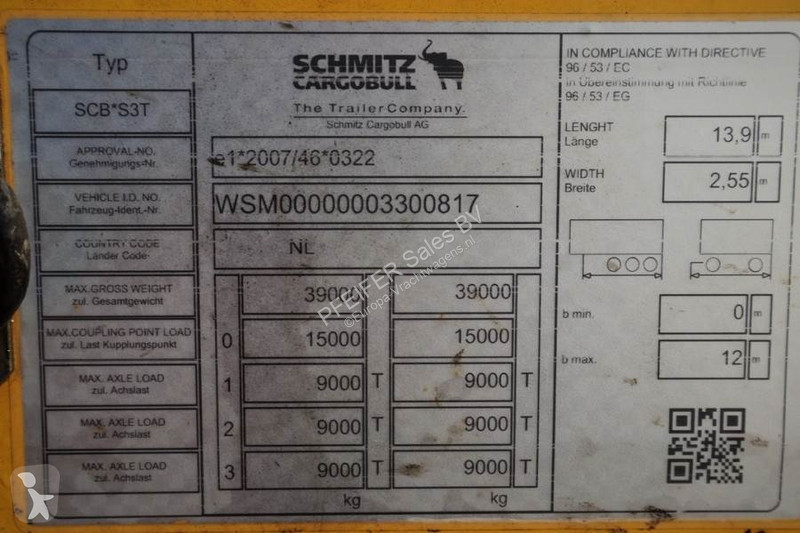 Typ
SCB*S3T
SCHMITZ
CARGOBULL
The TrailerCompany.
Schmitz Cargobull AG
IN COMPLIANCE WITH DIRECTIVE
96 / 53 / EC
in Übereinstimmung mit Richtlinie
96 / 53 / EG
APPROVAL-NO.
Genehmigungs-Nr.
e1*2007/46*0322
LENGHT
Länge
13,9 m
VEHICLE I.D. NO.
Fahrzeug-Ident.-Nr.
WSM00000003300817
WIDTH
Breite
2,55 m
COUNTRY CODE
Länder Code:
NL
MAX.GROSS WEIGHT
zul. Gesamtgewicht
39000 39000
b min. 0 m
MAX.COUPLING POINT LOAD
zul. Last Kupplungspunkt
0 15000 15000
b max. 12 m
MAX. AXLE LOAD
zul. Achslast
1 9000 T 9000 T
MAX. AXLE LOAD
zul. Achslast
2 9000 T 9000 T
MAX. AXLE LOAD
zul. Achslast
3 9000 T 9000 T
kg kg
PFEIFER Sales BV
©Europa-Vrachtwagens.nl